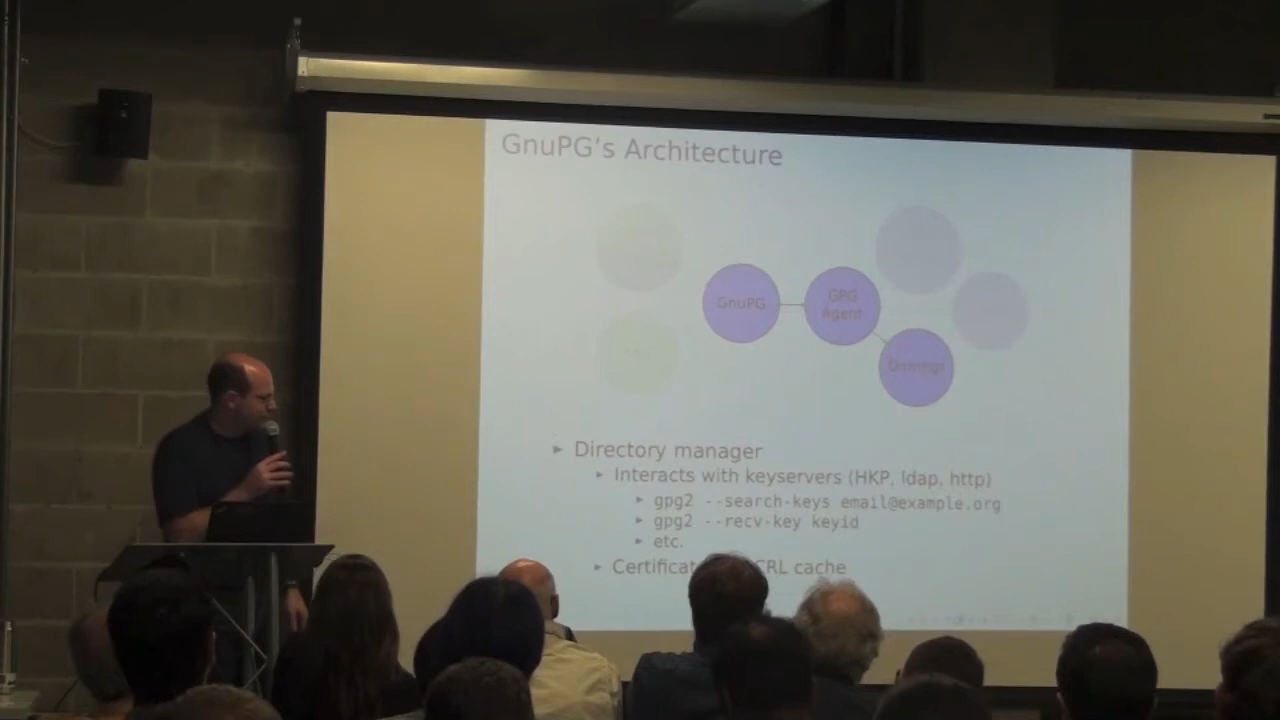 GnuPG's Architecture
GnuPG
GPG
Agent
Dirmngr
Directory manager
Interacts with keyservers (HKP, ldap, http)
gpg2 --search-keys email@example.org
gpg2 --recv-key keyid
etc.
CRL cache